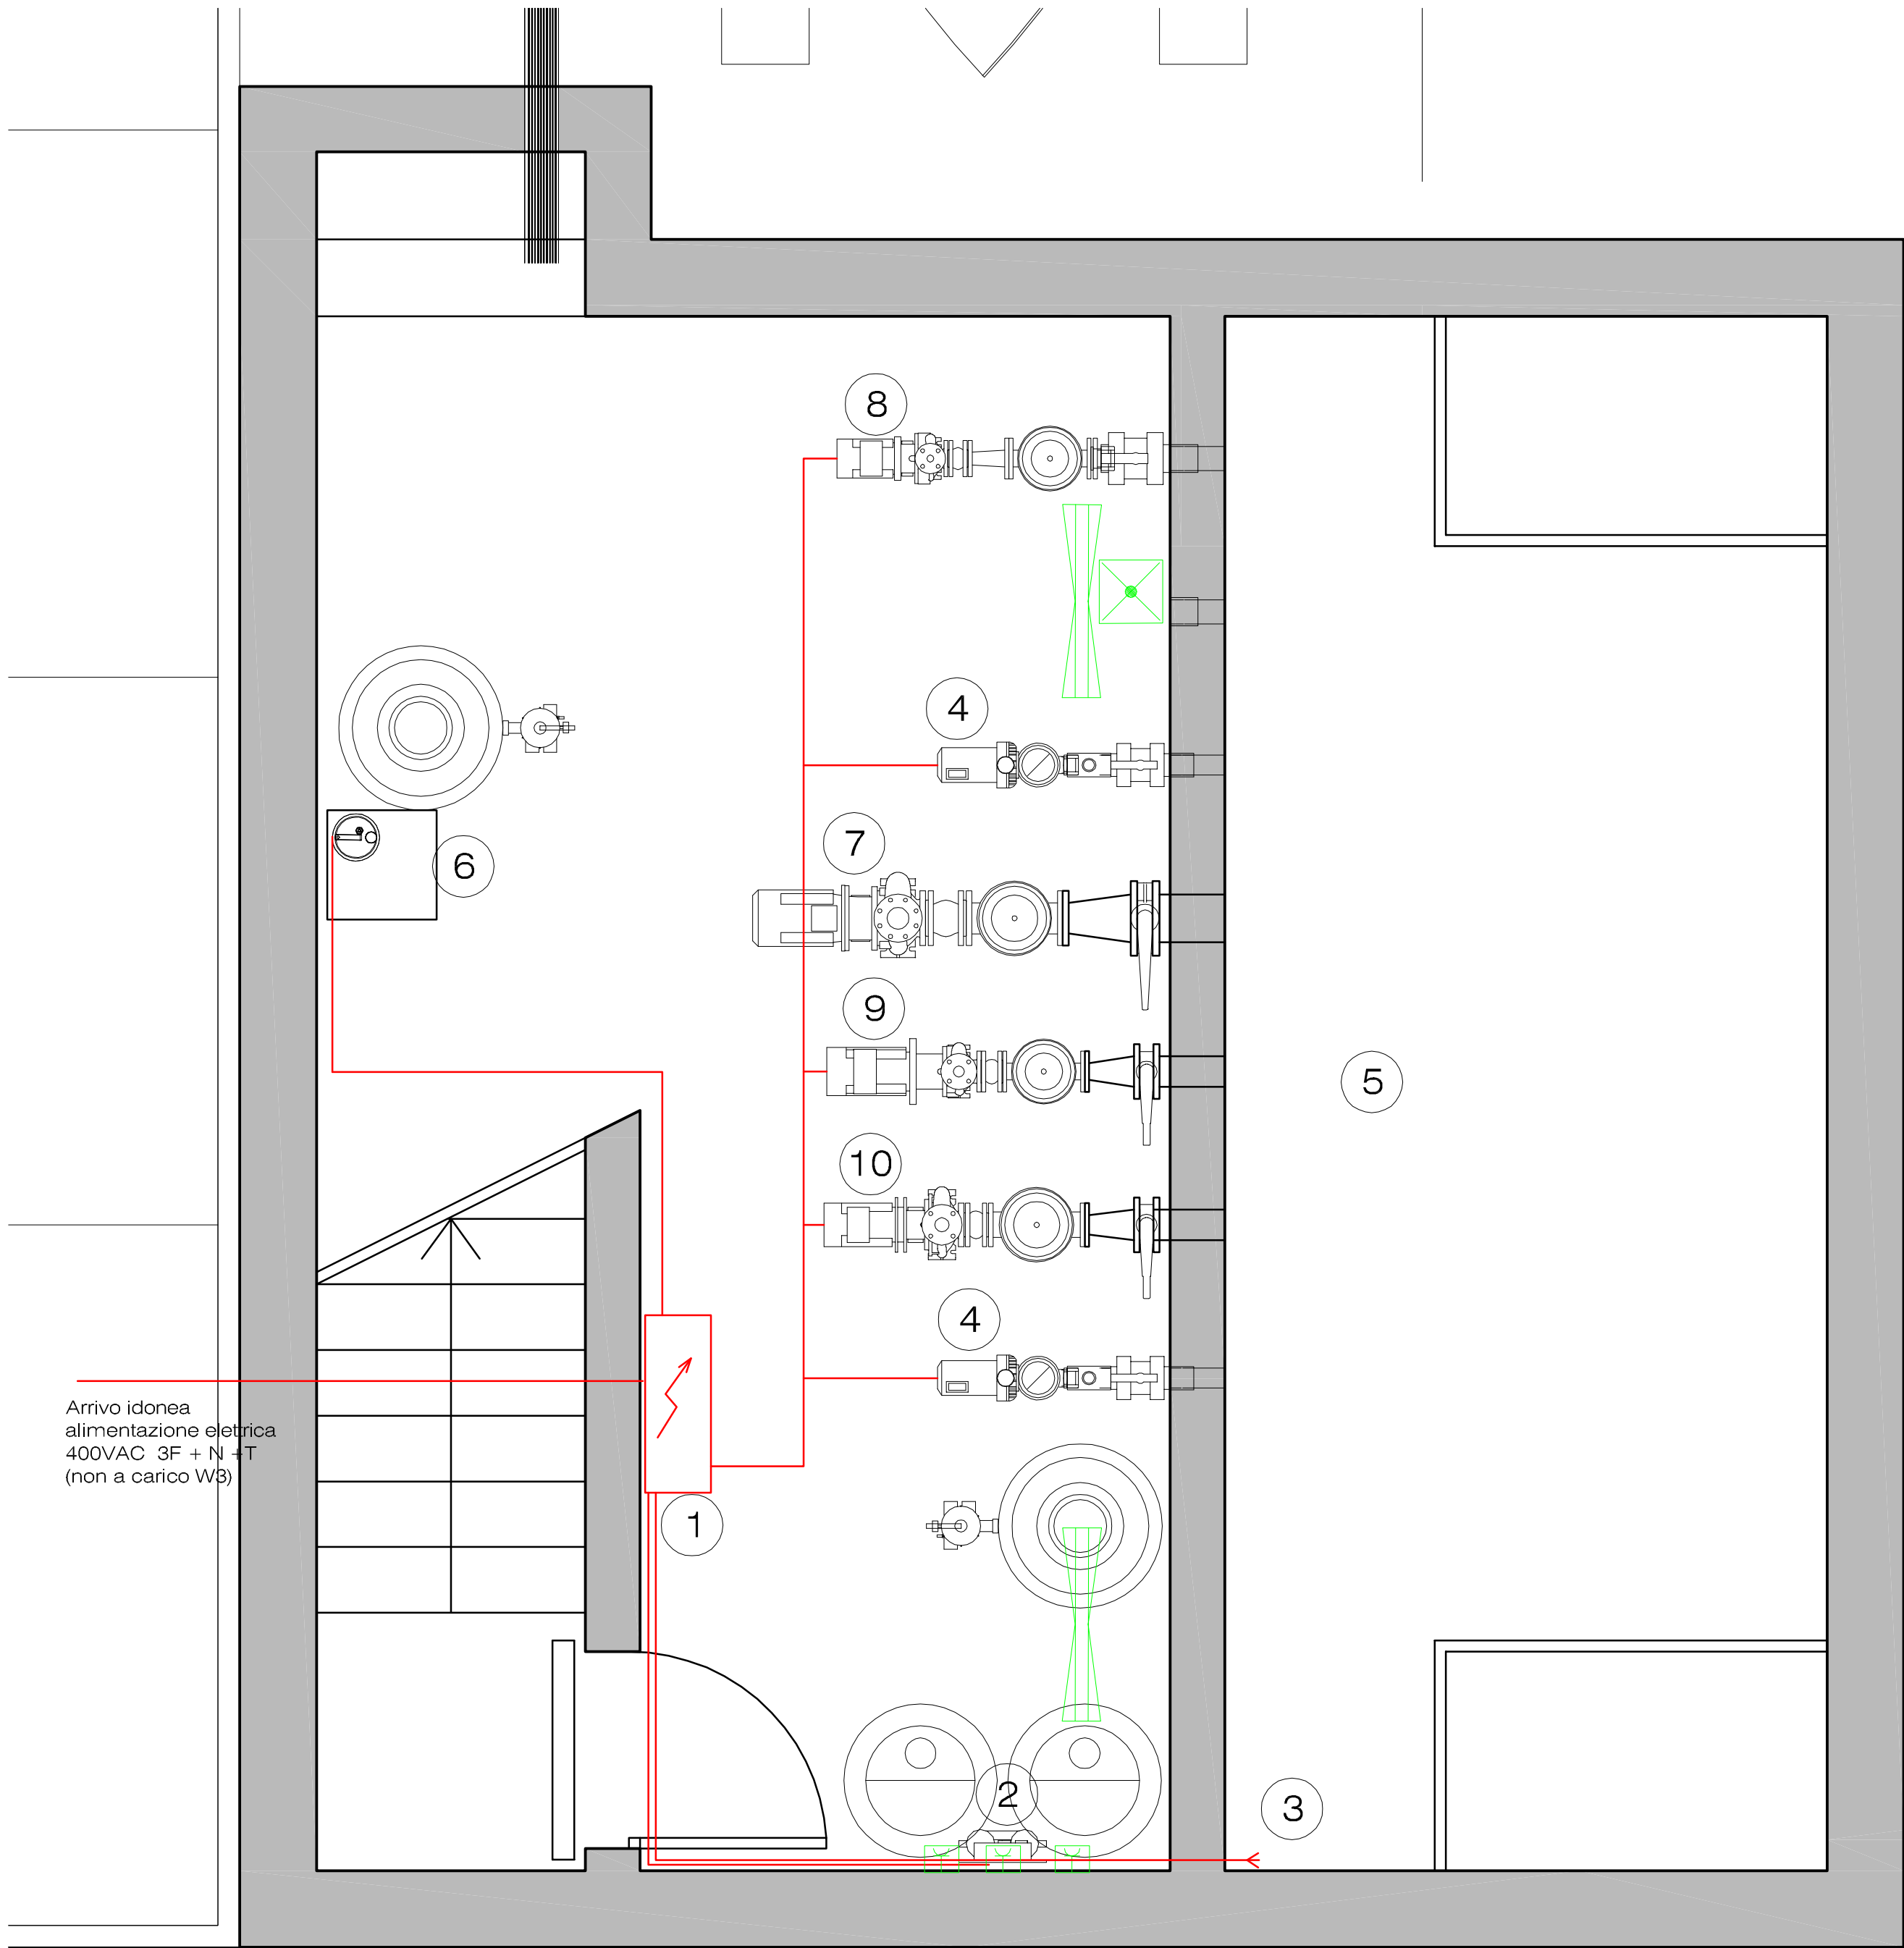 8
4
7
6
9
5
10
4
Arrivo idonea
alimentazione elettrica
400VAC 3F + N +T
(non a carico W3)
1
2
3